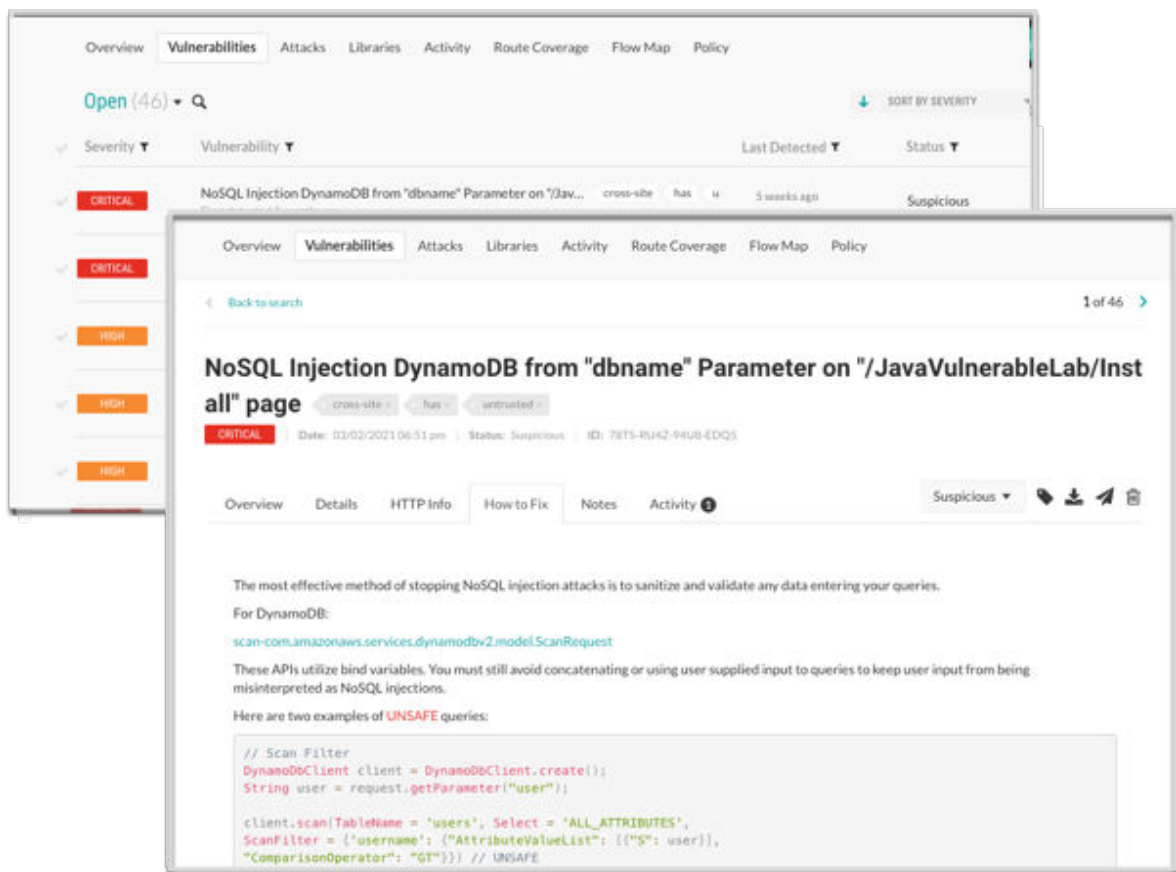 Overview Vulnerabilities Attacks Libraries Activity Route Coverage Flow Map Policy
Open (46)
SORT BY SEVERITY
Severity Vulnerability Last Detected Status
CRITICAL NoSQL Injection DynamoDB from "dbname" Parameter on "/Jav... cross-site has u 5 weeks ago Suspicious
CRITICAL
HIGH
HIGH
HIGH
Overview Vulnerabilities Attacks Libraries Activity Route Coverage Flow Map Policy
Back to search 1 of 46
NoSQL Injection DynamoDB from "dbname" Parameter on "/JavaVulnerableLab/Inst
all" page cross-site has untrusted
CRITICAL Date: 03/02/2021 06:51 pm Status: Suspicious ID: 78T5-RU4Z-94U8-EDQ5
Overview Details HTTP Info How to Fix Notes Activity 1 Suspicious
The most effective method of stopping NoSQL injection attacks is to sanitize and validate any data entering your queries.
For DynamoDB:
scan-com.amazonaws.services.dynamodbv2.model.ScanRequest
These APIs utilize bind variables. You must still avoid concatenating or using user supplied input to queries to keep user input from being
misinterpreted as NoSQL injections.
Here are two examples of UNSAFE queries:
// Scan Filter
DynamoDbClient client = DynamoDbClient.create();
String user = request.getParameter("user");
client.scan(TableName = 'users', Select = 'ALL_ATTRIBUTES',
ScanFilter = {'username': {"AttributeValueList": [{"S": user}],
"ComparisonOperator": "GT"}}) // UNSAFE